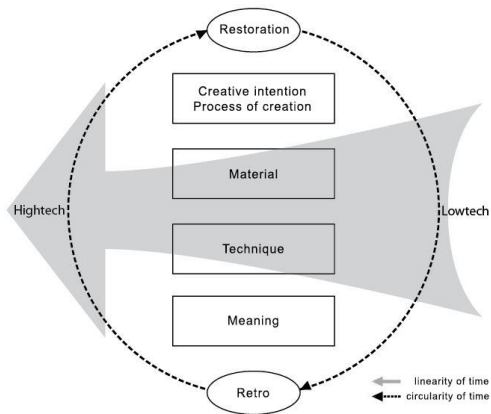 Restoration
Creative intention
Process of creation
Material
Hightech
Lowtech
Technique
Meaning
Retro
linearity of time
circularity of time